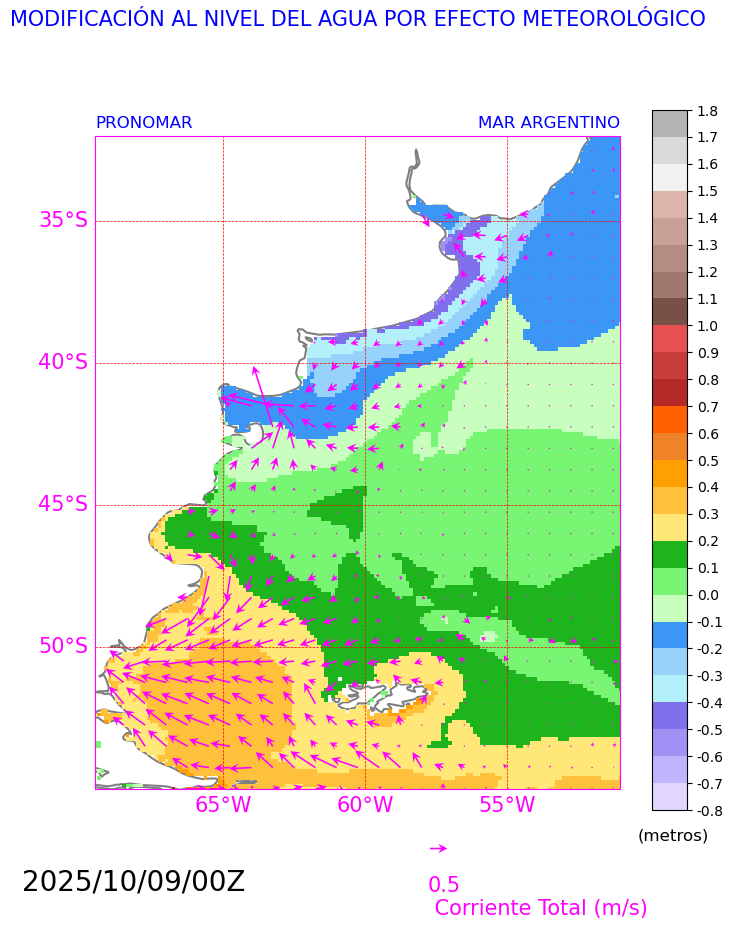 MODIFICACIÓN AL NIVEL DEL AGUA POR EFECTO METEOROLÓGICO
PRONOMAR MAR ARGENTINO
35°S
40°S
45°S
50°S
65°W 60°W 55°W
1.8
1.7
1.6
1.5
1.4
1.3
1.2
1.1
1.0
0.9
0.8
0.7
0.6
0.5
0.4
0.3
0.2
0.1
0.0
-0.1
-0.2
-0.3
-0.4
-0.5
-0.6
-0.7
-0.8
(metros)
2025/10/09/00Z
0.5
Corriente Total (m/s)